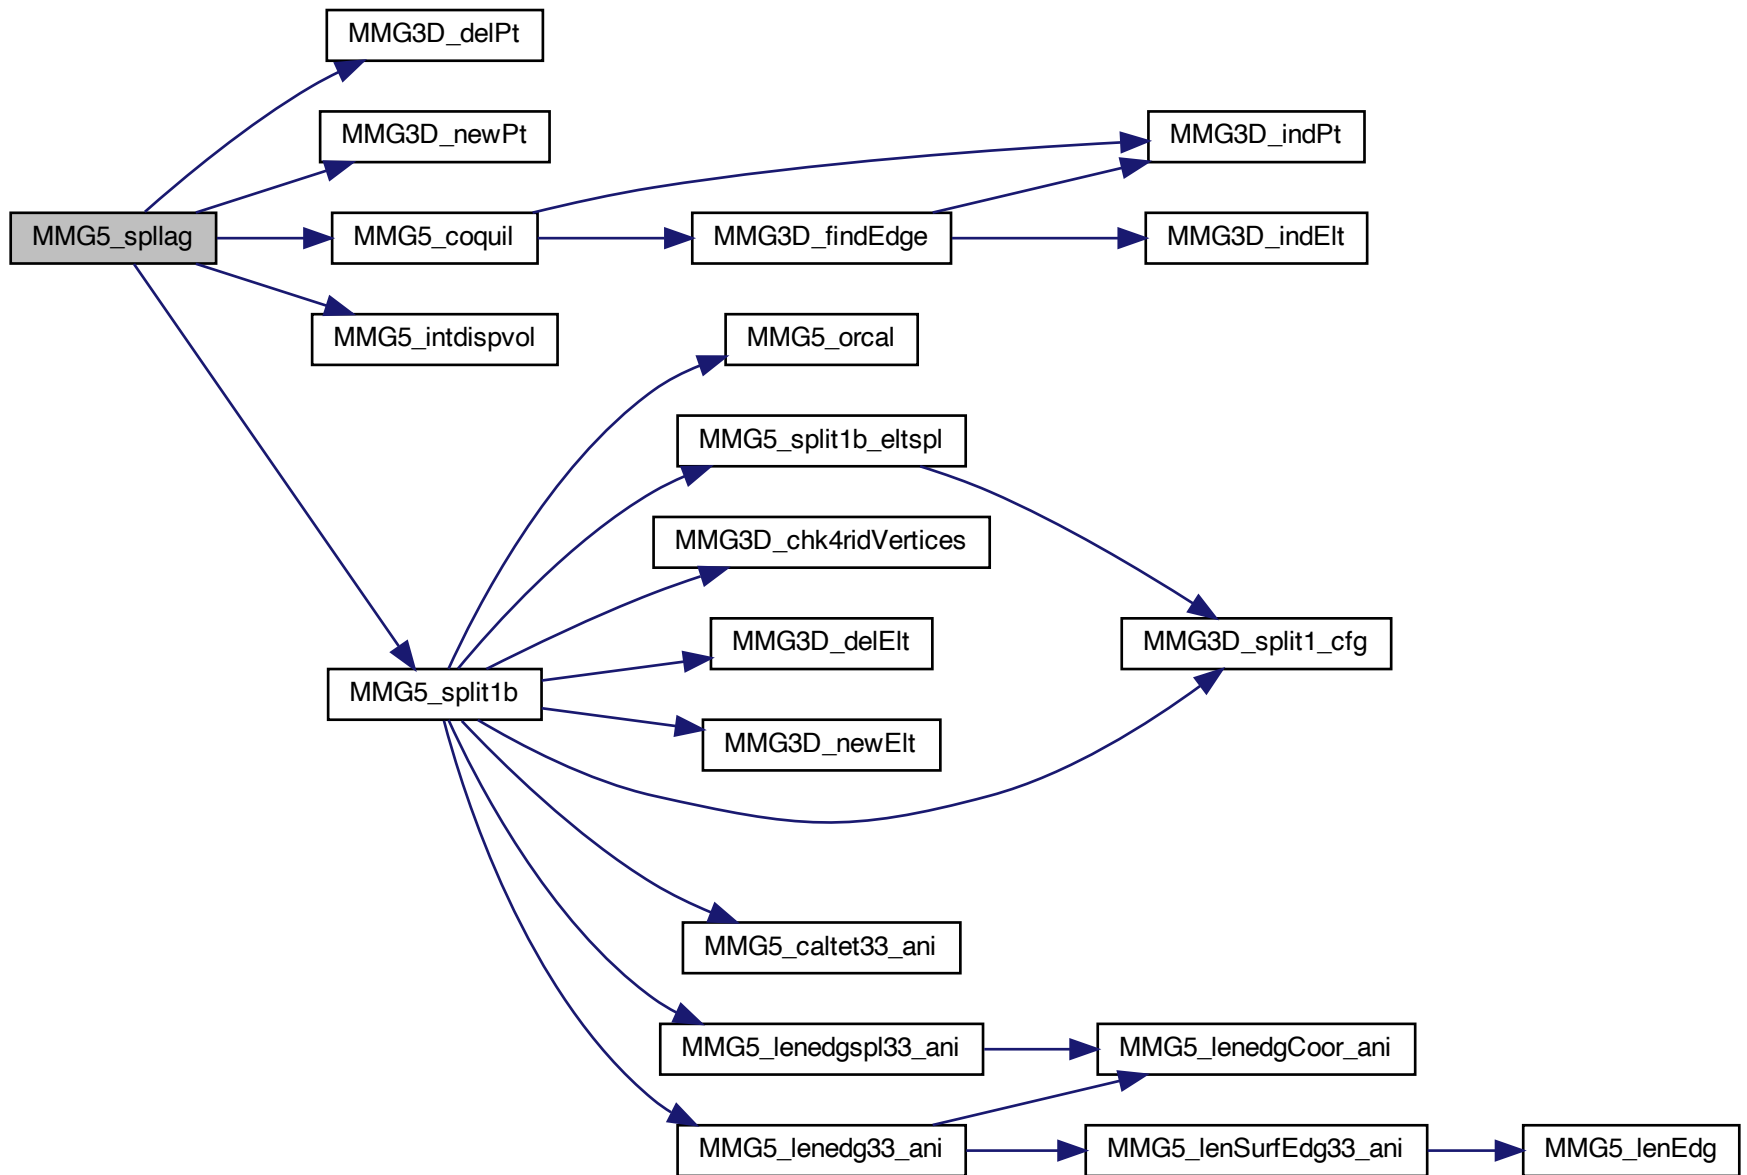 MMG3D_delPt
MMG3D_newPt
MMG3D_indPt
MMG5_spllag
MMG5_coquil
MMG3D_findEdge
MMG3D_indElt
MMG5_intdispvol
MMG5_orcal
MMG5_split1b_eltspl
MMG3D_chk4ridVertices
MMG3D_delElt
MMG3D_split1_cfg
MMG5_split1b
MMG3D_newElt
MMG5_caltet33_ani
MMG5_lenedgspl33_ani
MMG5_lenedgCoor_ani
MMG5_lenedg33_ani
MMG5_lenSurfEdg33_ani
MMG5_lenEdg